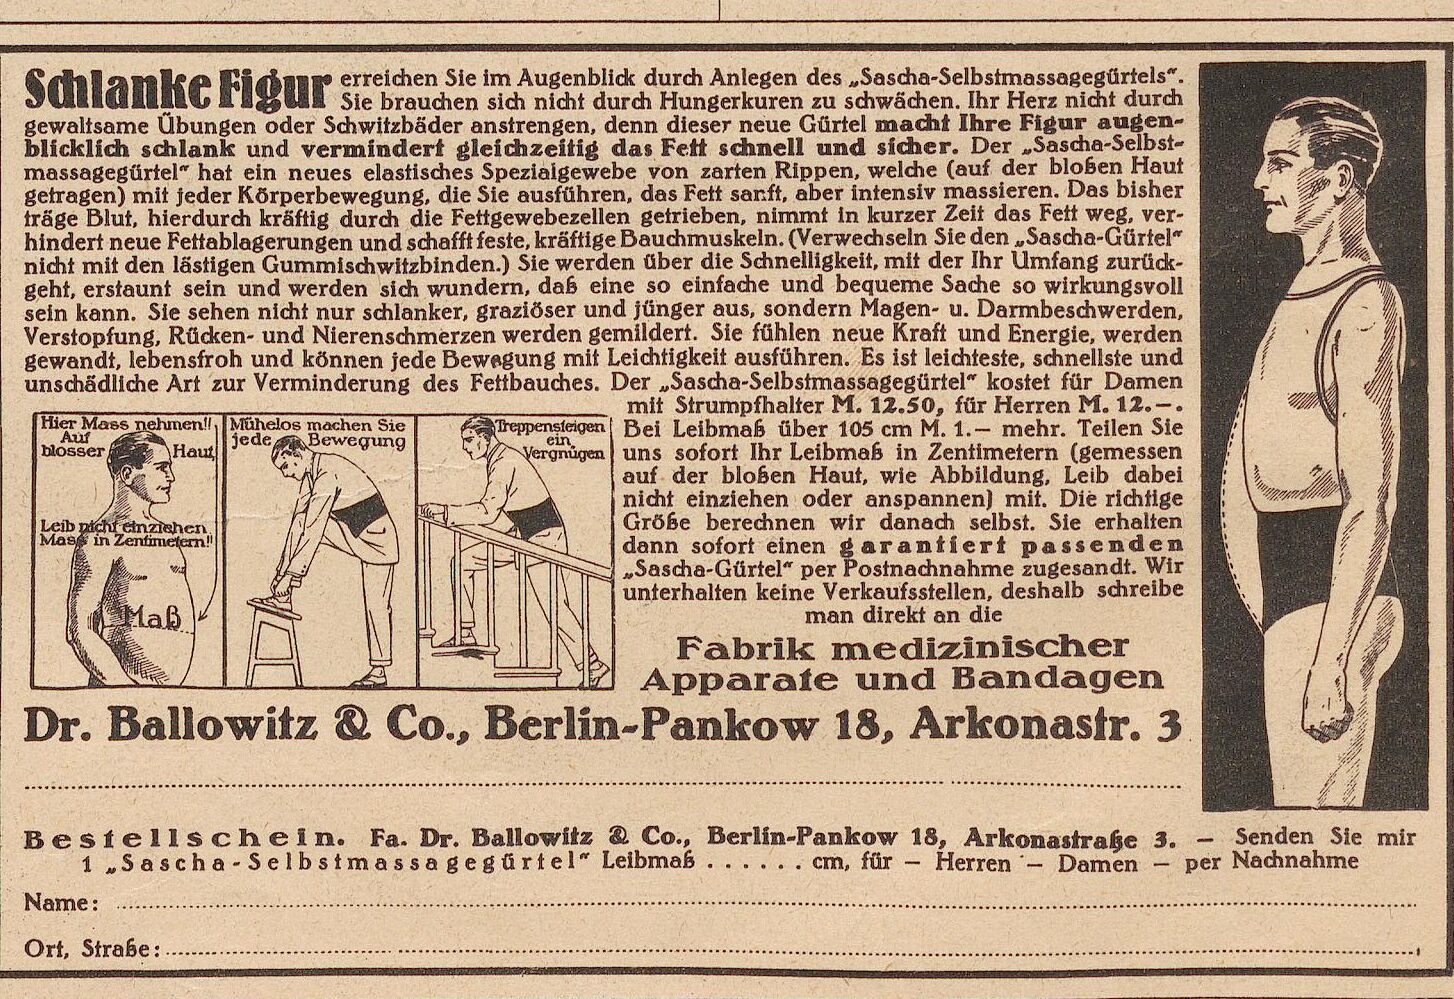 Schlanke Figur erreichen Sie im Augenblick durch Anlegen des „Sascha-Selbstmassagegürtels“.
Sie brauchen sich nicht durch Hungerkuren zu schwächen. Ihr Herz nicht durch
gewaltsame Übungen oder Schwitzbäder anstrengen, denn dieser neue Gürtel macht Ihre Figur augen-
blicklich schlank und vermindert gleichzeitig das Fett schnell und sicher. Der „Sascha-Selbst-
massagegürtel“ hat ein neues elastisches Spezialgewebe von zarten Rippen, welche (auf der bloßen Haut
getragen) mit jeder Körperbewegung, die Sie ausführen, das Fett sanft, aber intensiv massieren. Das bisher
träge Blut, hierdurch kräftig durch die Fettgewebezellen getrieben, nimmt in kurzer Zeit das Fett weg, ver-
hindert neue Fettablagerungen und schafft feste, kräftige Bauchmuskeln. (Verwechseln Sie den „Sascha-Gürtel“
nicht mit den lästigen Gummischwitzbinden.) Sie werden über die Schnelligkeit, mit der Ihr Umfang zurück-
geht, erstaunt sein und werden sich wundern, daß eine so einfache und bequeme Sache so wirkungsvoll
sein kann. Sie sehen nicht nur schlanker, graziöser und jünger aus, sondern Magen- u. Darmbeschwerden,
Verstopfung, Rücken- und Nierenschmerzen werden gemildert. Sie fühlen neue Kraft und Energie, werden
gewandt, lebensfroh und können jede Bewegung mit Leichtigkeit ausführen. Es ist leichteste, schnellste und
unschädliche Art zur Verminderung des Fettbauches. Der „Sascha-Selbstmassagegürtel“ kostet für Damen
mit Strumpfhalter M. 12.50, für Herren M. 12.—.
Bei Leibmaß über 105 cm M. 1.— mehr. Teilen Sie
uns sofort Ihr Leibmaß in Zentimetern (gemessen
auf der bloßen Haut, wie Abbildung, Leib dabei
nicht einziehen oder anspannen) mit. Die richtige
Größe berechnen wir danach selbst. Sie erhalten
dann sofort einen garantiert passenden
„Sascha-Gürtel“ per Postnachnahme zugesandt. Wir
unterhalten keine Verkaufsstellen, deshalb schreibe
man direkt an die
Hier Mass nehmen!!
Auf
blosser Haut,
Leib nicht einziehen
Mass in Zentimetern!!
Maß
Mühelos machen Sie
jede Bewegung
Treppensteigen
ein
Vergnügen
Fabrik medizinischer
Apparate und Bandagen
Dr. Ballowitz & Co., Berlin-Pankow 18, Arkonastr. 3
Bestellschein. Fa. Dr. Ballowitz & Co., Berlin-Pankow 18, Arkonastraße 3. — Senden Sie mir
1 „Sascha-Selbstmassagegürtel“ Leibmaß . . . . . . cm, für — Herren — Damen — per Nachnahme
Name:
Ort, Straße: